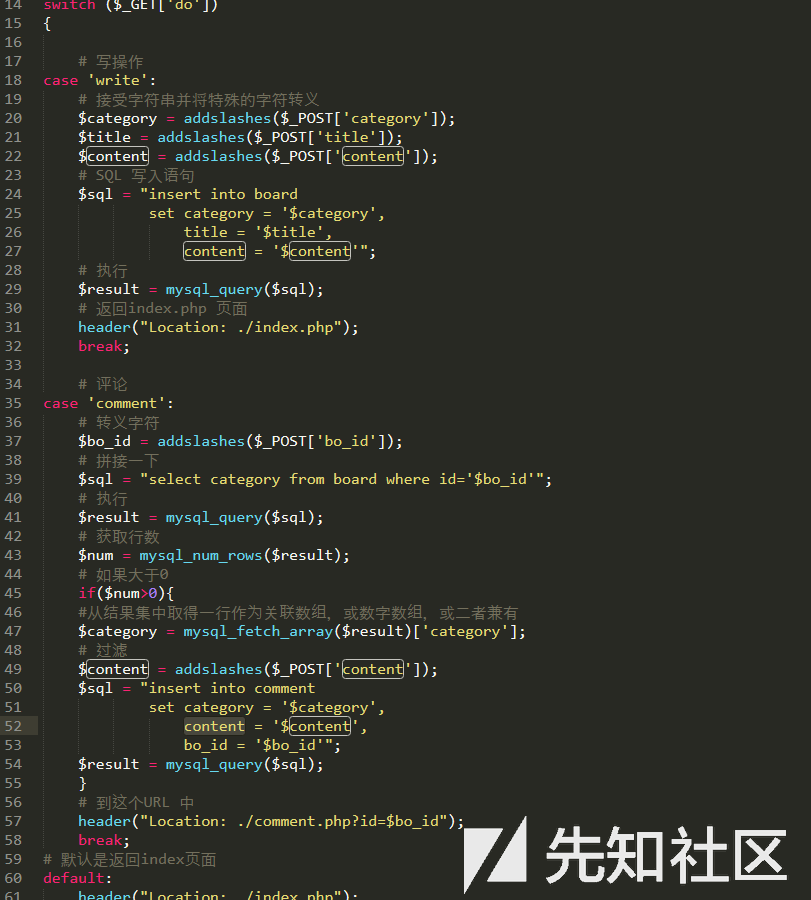 14 switch ($_GET['do'])
15 {
16
17 # 写操作
18 case 'write':
19 # 接受字符串并将特殊的字符转义
20 $category = addslashes($_POST['category']);
21 $title = addslashes($_POST['title']);
22 $content = addslashes($_POST['content']);
23 # SQL 写入语句
24 $sql = "insert into board
25 set category = '$category',
26 title = '$title',
27 content = '$content'";
28 # 执行
29 $result = mysql_query($sql);
30 # 返回index.php 页面
31 header("Location: ./index.php");
32 break;
33
34 # 评论
35 case 'comment':
36 # 转义字符
37 $bo_id = addslashes($_POST['bo_id']);
38 # 拼接一下
39 $sql = "select category from board where id='$bo_id'";
40 # 执行
41 $result = mysql_query($sql);
42 # 获取行数
43 $num = mysql_num_rows($result);
44 # 如果大于0
45 if($num>0){
46 #从结果集中取得一行作为关联数组，或数字数组，或二者兼有
47 $category = mysql_fetch_array($result)['category'];
48 # 过滤
49 $content = addslashes($_POST['content']);
50 $sql = "insert into comment
51 set category = '$category',
52 content = '$content',
53 bo_id = '$bo_id'";
54 $result = mysql_query($sql);
55 }
56 # 到这个URL 中
57 header("Location: ./comment.php?id=$bo_id");
58 break;
59 # 默认是返回index页面
60 default:
61 header("Location: ./index.php");
先知社区